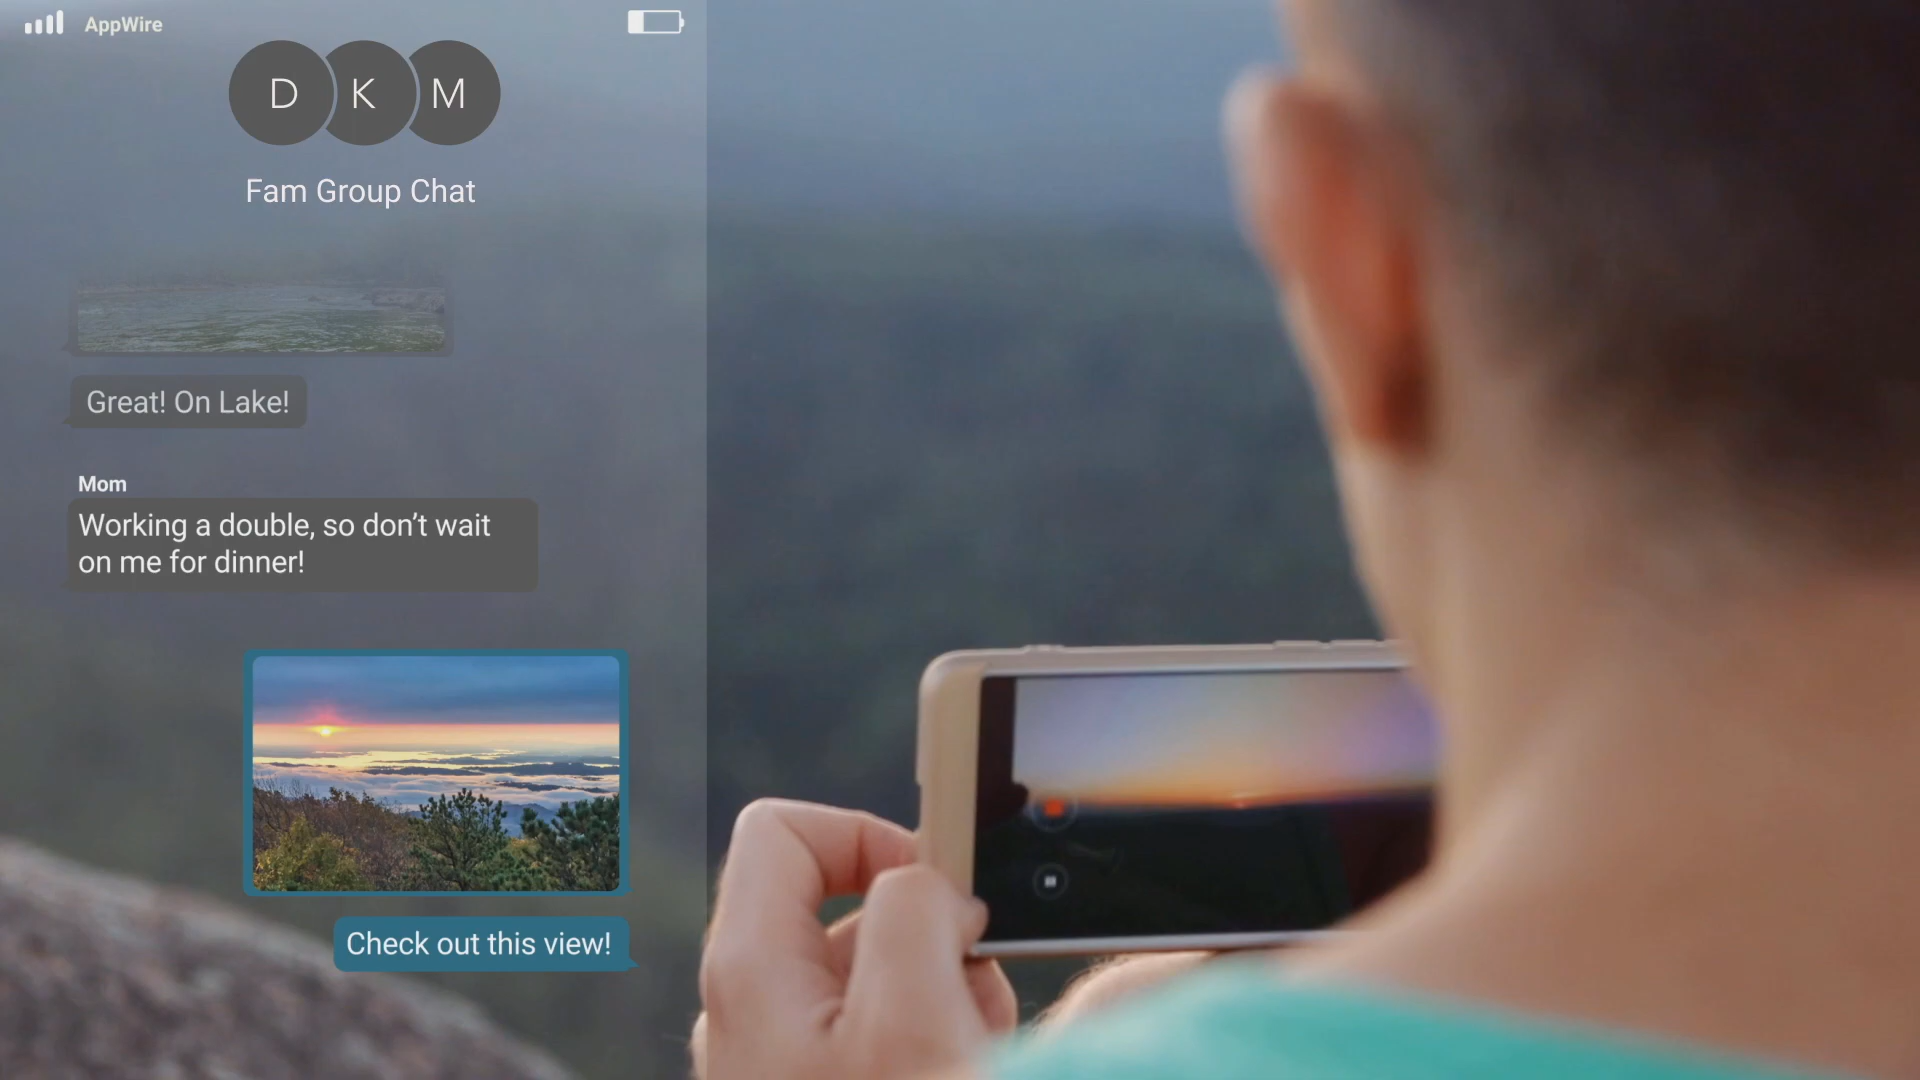 AppWire
D K M
Fam Group Chat
Great! On Lake!
Mom
Working a double, so don’t wait
on me for dinner!
Check out this view!